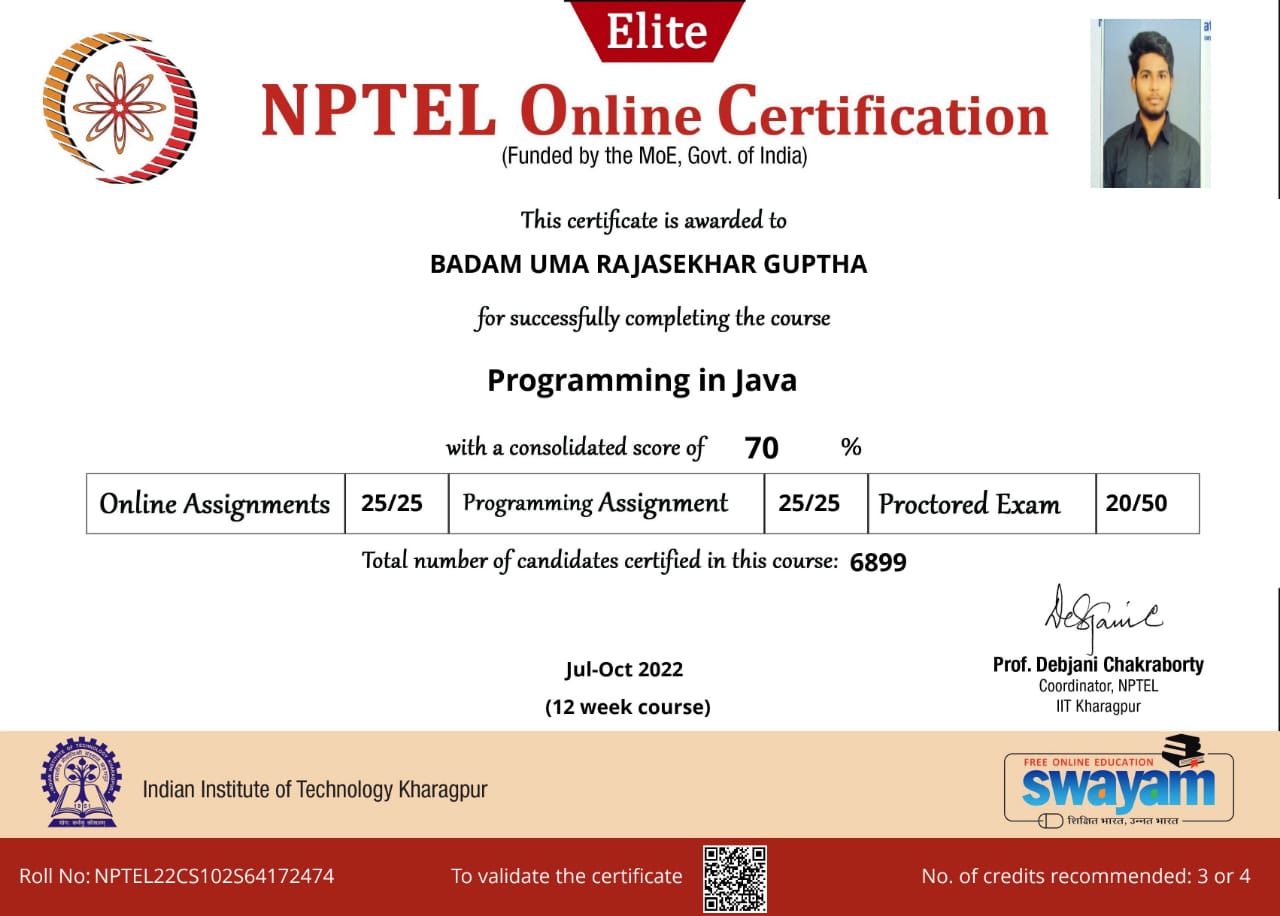 Elite
NPTEL Online Certification
(Funded by the MoE, Govt. of India)
This certificate is awarded to
BADAM UMA RAJASEKHAR GUPTHA
for successfully completing the course
Programming in Java
with a consolidated score of 70 %
Online Assignments 25/25 Programming Assignment 25/25 Proctored Exam 20/50
Total number of candidates certified in this course: 6899
Jul-Oct 2022
(12 week course)
Prof. Debjani Chakraborty
Coordinator, NPTEL
IIT Kharagpur
Indian Institute of Technology Kharagpur
FREE ONLINE EDUCATION
swayam
शिक्षित भारत, उन्नत भारत
Roll No: NPTEL22CS102S64172474 To validate the certificate No. of credits recommended: 3 or 4